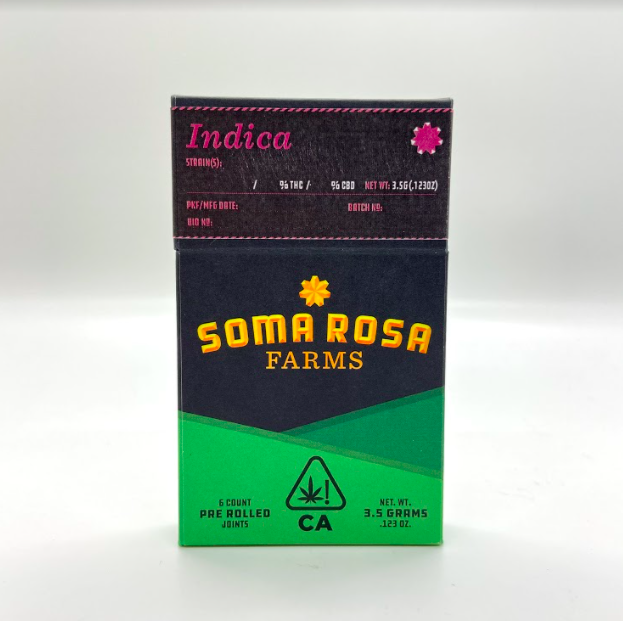 Indica
STRAIN(S):
/ % THC / % CBD NET WT: 3.5G (.123OZ)
PKF/MFG DATE: BATCH Nº:
UID Nº:
SOMA ROSA
FARMS
6 COUNT
PRE ROLLED
JOINTS
!
CA
NET. WT.
3.5 GRAMS
.123 OZ.